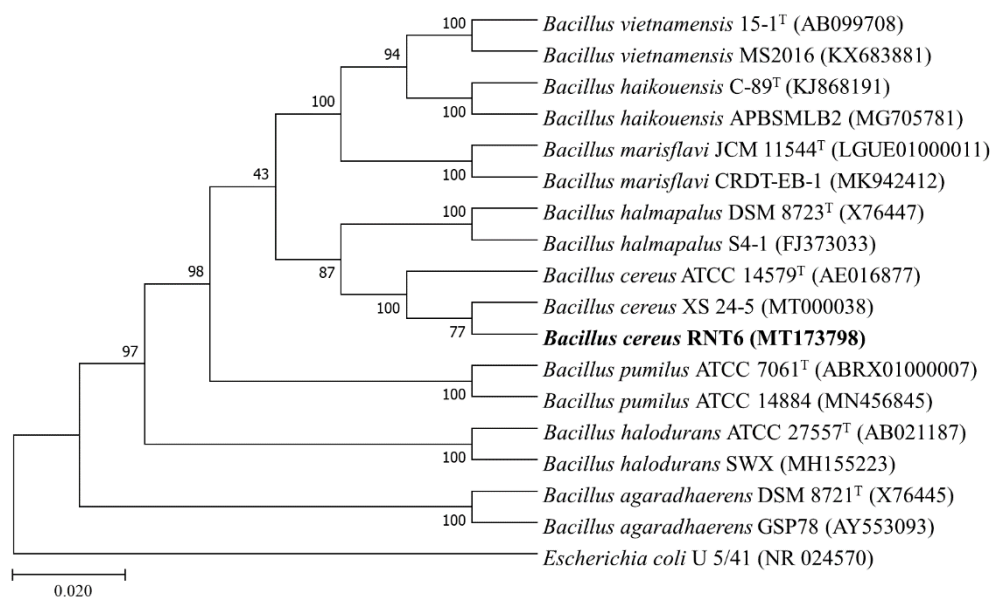 100
Bacillus vietnamensis 15-1ᵀ (AB099708)
94
Bacillus vietnamensis MS2016 (KX683881)
Bacillus haikouensis C-89ᵀ (KJ868191)
100
100
Bacillus haikouensis APBSMLB2 (MG705781)
Bacillus marisflavi JCM 11544ᵀ (LGUE01000011)
43
100
Bacillus marisflavi CRDT-EB-1 (MK942412)
100
Bacillus halmapalus DSM 8723ᵀ (X76447)
Bacillus halmapalus S4-1 (FJ373033)
98
87
Bacillus cereus ATCC 14579ᵀ (AE016877)
100
Bacillus cereus XS 24-5 (MT000038)
77
Bacillus cereus RNT6 (MT173798)
97
Bacillus pumilus ATCC 7061ᵀ (ABRX01000007)
100
Bacillus pumilus ATCC 14884 (MN456845)
Bacillus halodurans ATCC 27557ᵀ (AB021187)
100
Bacillus halodurans SWX (MH155223)
Bacillus agaradhaerens DSM 8721ᵀ (X76445)
100
Bacillus agaradhaerens GSP78 (AY553093)
Escherichia coli U 5/41 (NR 024570)
0.020